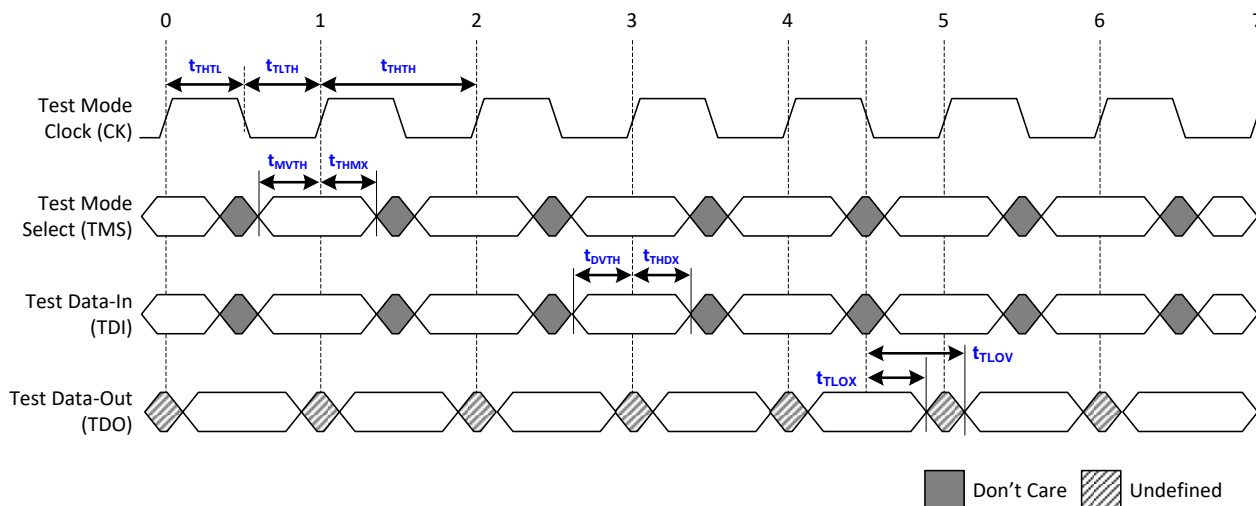 0 1 2 3 4 5 6 7
tTHTL tTLTH tTHTH
Test Mode
Clock (CK)
tMVTH tTHMX
Test Mode
Select (TMS)
tDVTH tTHDX
Test Data-In
(TDI)
tTLOV
tTLOX
Test Data-Out
(TDO)
Don't Care Undefined